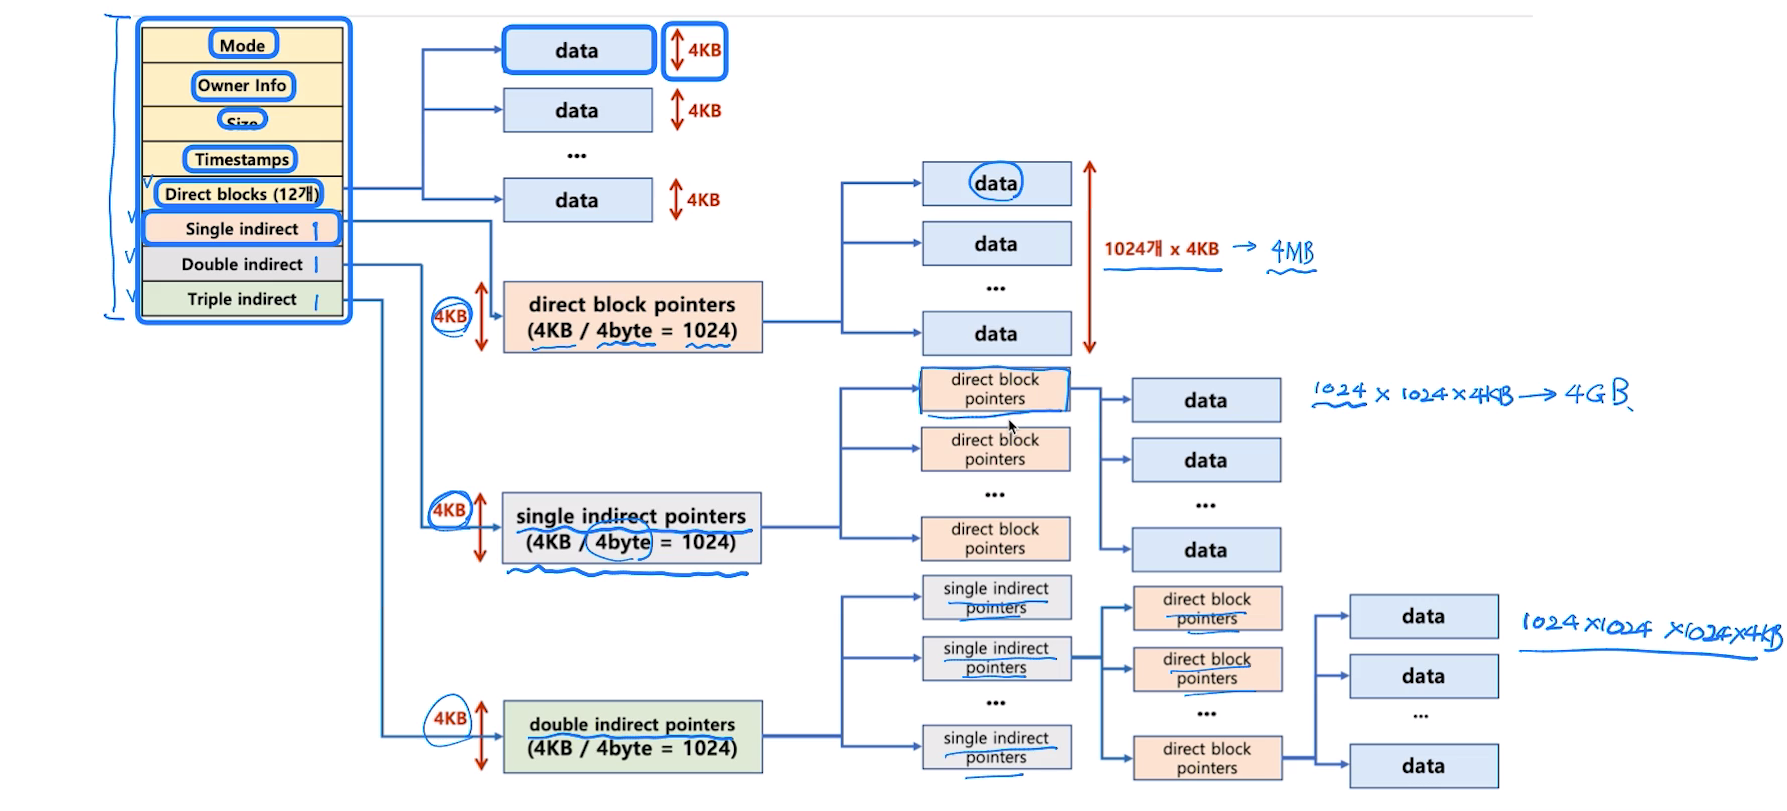 Mode
Owner Info
Size
Timestamps
Direct blocks (12개)
Single indirect 1
Double indirect 1
Triple indirect 1
data
4KB
data
4KB
...
data
4KB
4KB
direct block pointers
(4KB / 4byte = 1024)
data
data
...
data
1024개 x 4KB → 4MB
4KB
single indirect pointers
(4KB / 4byte = 1024)
direct block
pointers
direct block
pointers
...
direct block
pointers
data
data
...
data
1024 × 1024 × 4KB → 4GB
4KB
double indirect pointers
(4KB / 4byte = 1024)
single indirect
pointers
single indirect
pointers
...
single indirect
pointers
direct block
pointers
direct block
pointers
...
direct block
pointers
data
data
...
data
1024 × 1024 × 1024 × 4KB